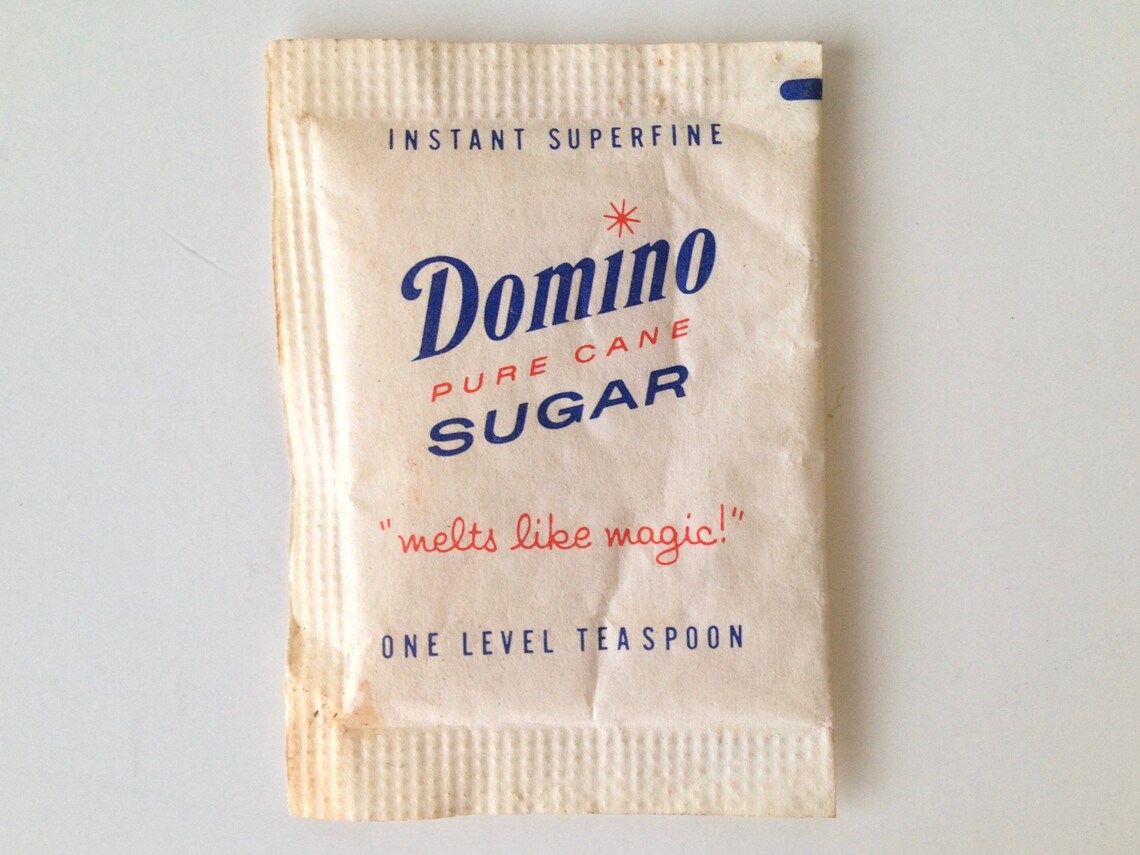 INSTANT SUPERFINE
Domino
PURE CANE
SUGAR
"melts like magic!"
ONE LEVEL TEASPOON